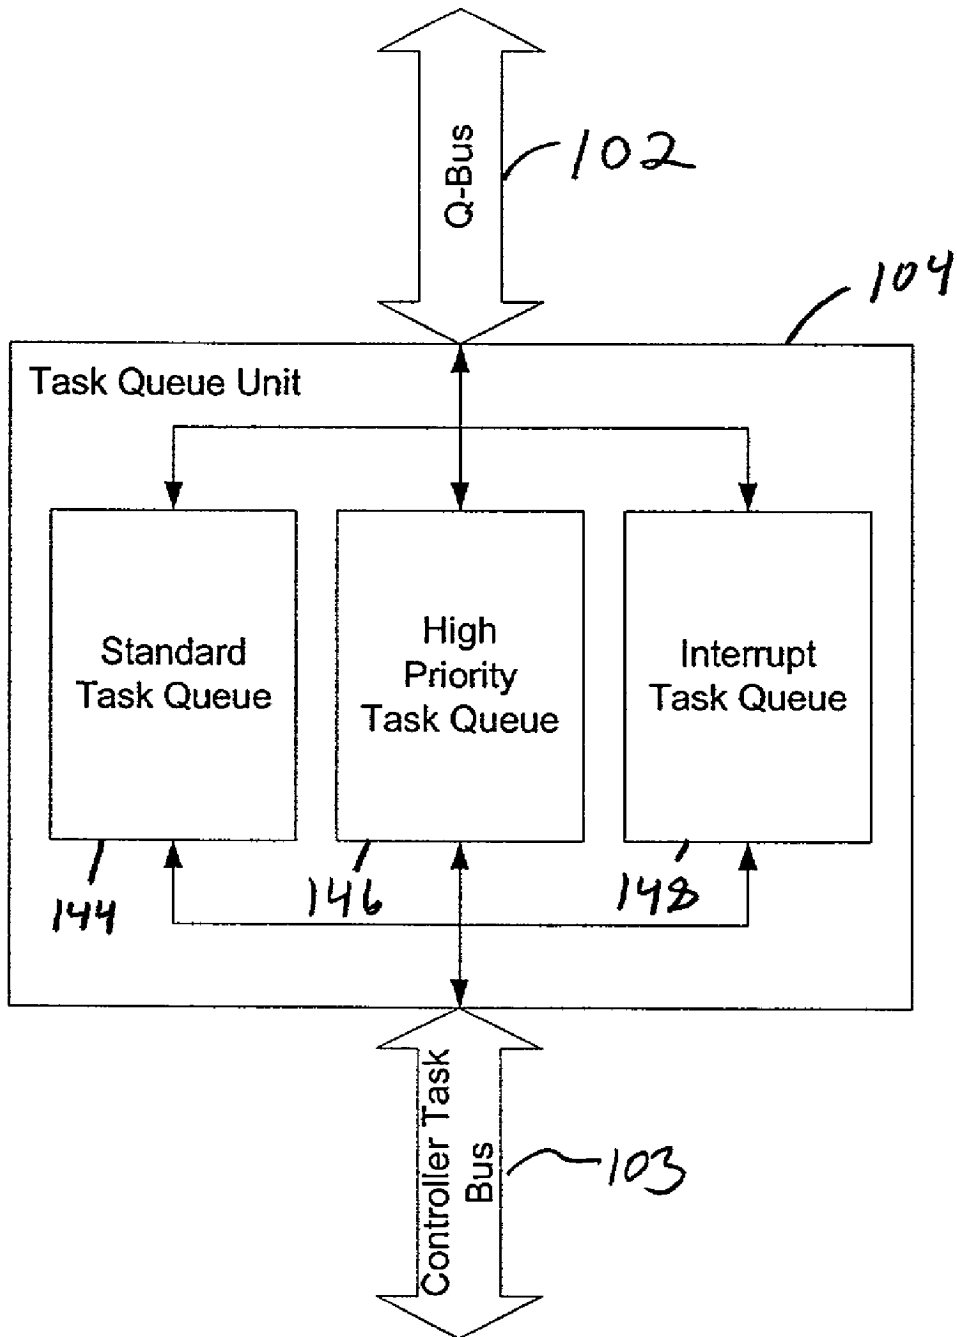 Q-Bus
102
104
Task Queue Unit
Standard
Task Queue
High
Priority
Task Queue
Interrupt
Task Queue
144
146
148
Controller Task
Bus
103